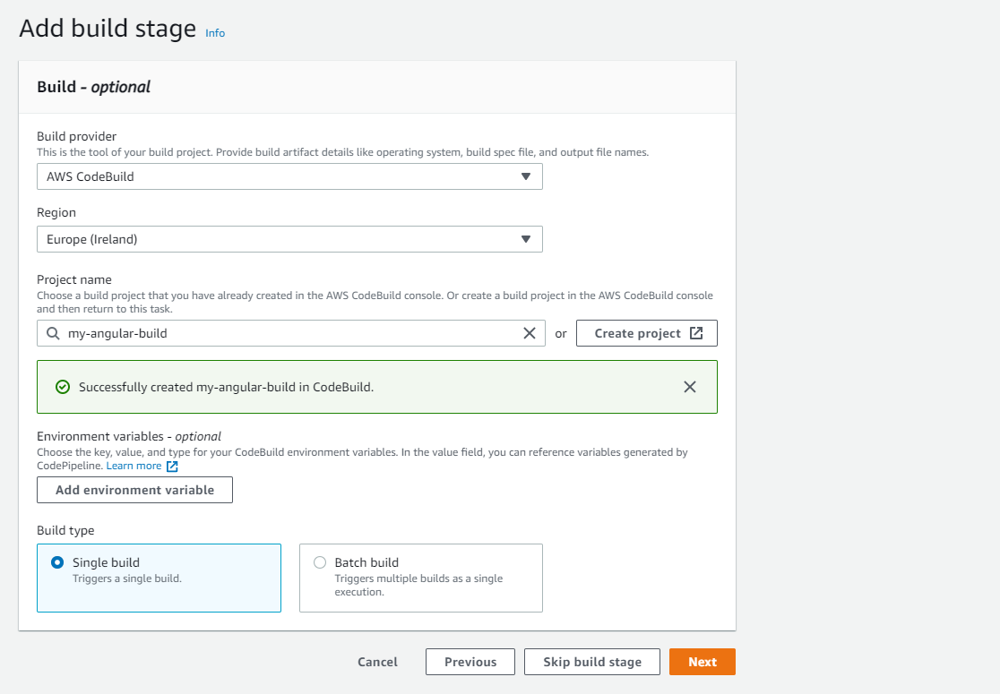 Add build stage Info
Build - optional
Build provider
This is the tool of your build project. Provide build artifact details like operating system, build spec file, and output file names.
AWS CodeBuild
Region
Europe (Ireland)
Project name
Choose a build project that you have already created in the AWS CodeBuild console. Or create a build project in the AWS CodeBuild console
and then return to this task.
my-angular-build or Create project
Successfully created my-angular-build in CodeBuild.
Environment variables - optional
Choose the key, value, and type for your CodeBuild environment variables. In the value field, you can reference variables generated by
CodePipeline. Learn more
Add environment variable
Build type
Single build
Triggers a single build.
Batch build
Triggers multiple builds as a single
execution.
Cancel Previous Skip build stage Next